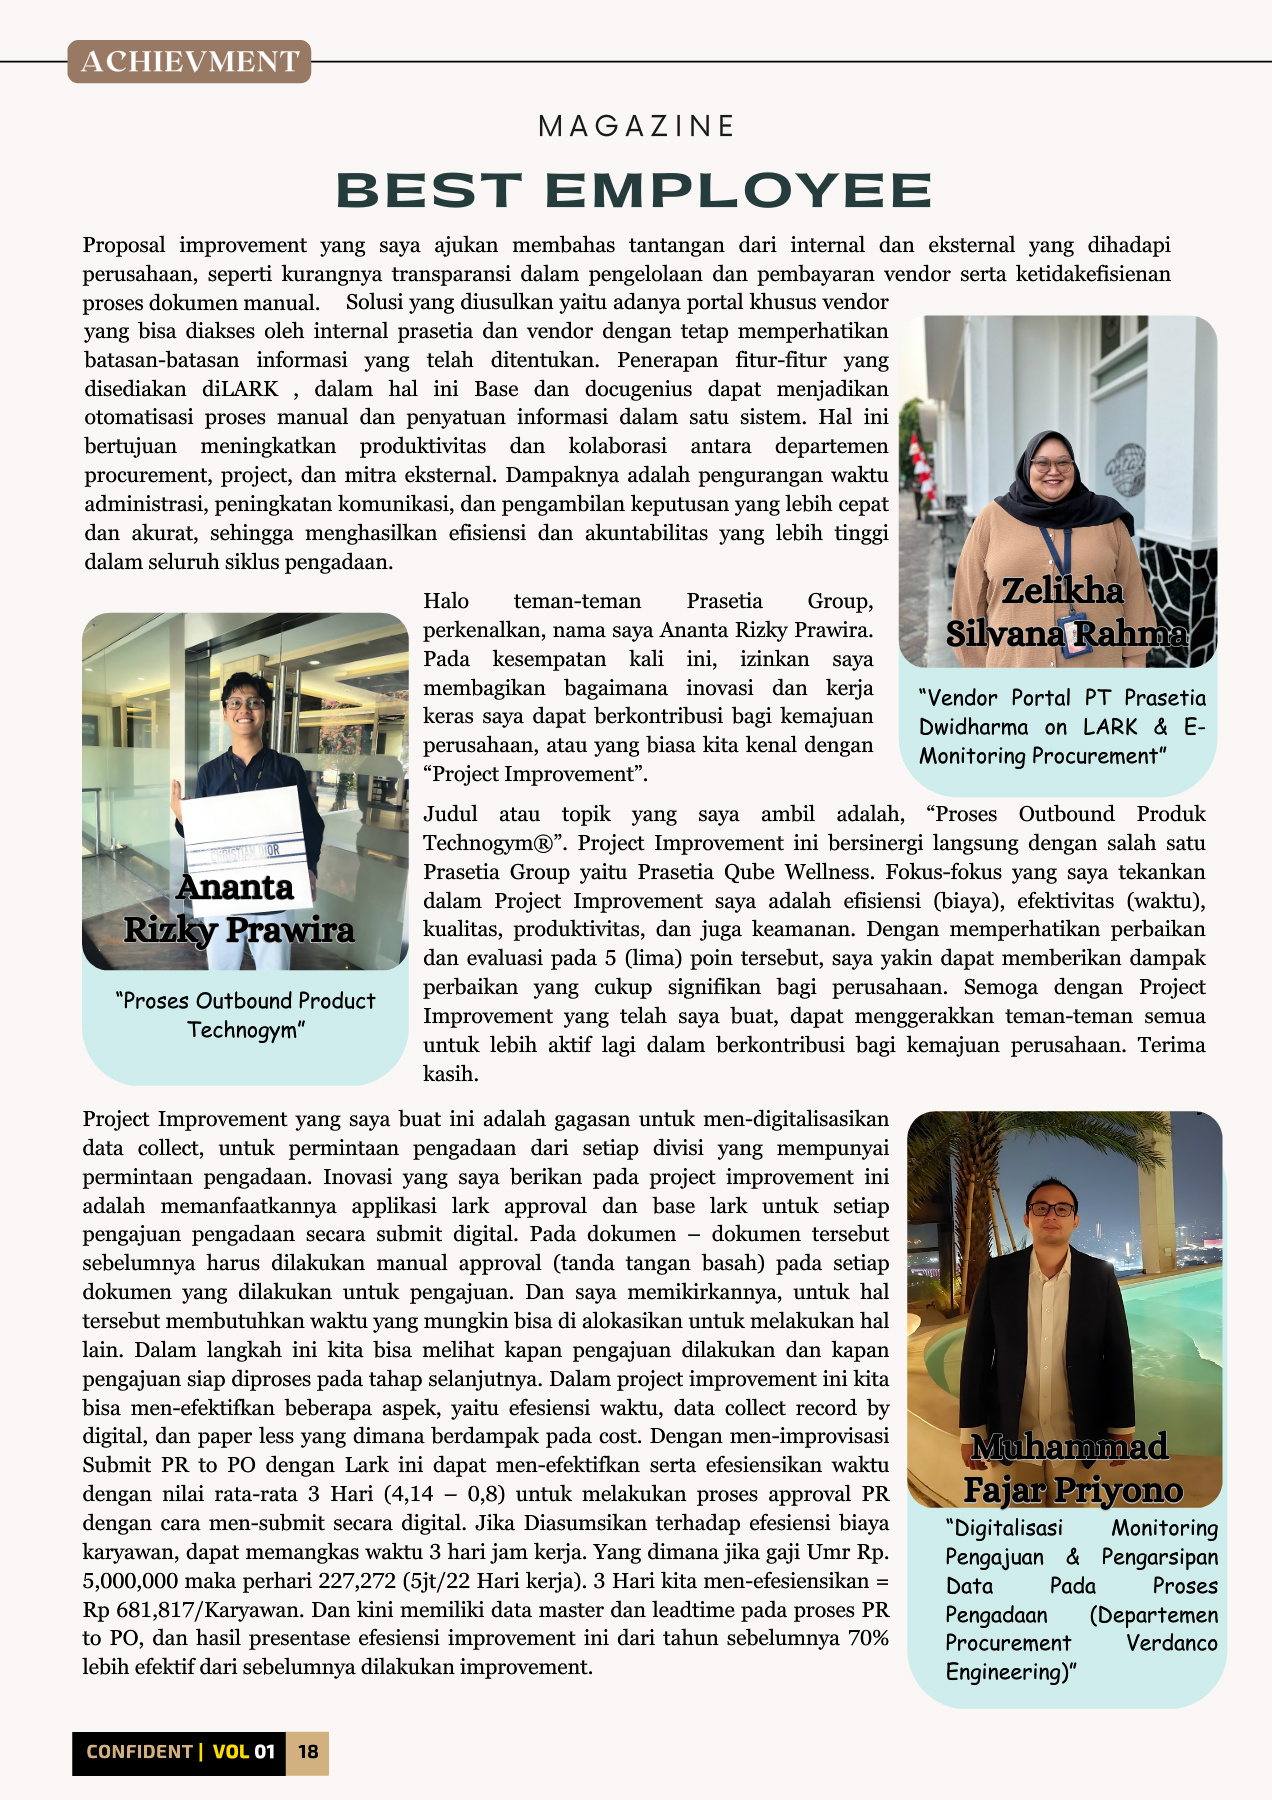 ACHIEVMENT
MAGAZINE
BEST EMPLOYEE
Proposal improvement yang saya ajukan membahas tantangan dari internal dan eksternal yang dihadapi
perusahaan, seperti kurangnya transparansi dalam pengelolaan dan pembayaran vendor serta ketidakefisienan
proses dokumen manual. Solusi yang diusulkan yaitu adanya portal khusus vendor
yang bisa diakses oleh internal prasetia dan vendor dengan tetap memperhatikan
batasan-batasan informasi yang telah ditentukan. Penerapan fitur-fitur yang
disediakan diLARK , dalam hal ini Base dan docugenius dapat menjadikan
otomatisasi proses manual dan penyatuan informasi dalam satu sistem. Hal ini
bertujuan meningkatkan produktivitas dan kolaborasi antara departemen
procurement, project, dan mitra eksternal. Dampaknya adalah pengurangan waktu
administrasi, peningkatan komunikasi, dan pengambilan keputusan yang lebih cepat
dan akurat, sehingga menghasilkan efisiensi dan akuntabilitas yang lebih tinggi
dalam seluruh siklus pengadaan.
Zelikha
Silvana Rahma
“Vendor Portal PT Prasetia
Dwidharma on LARK & E-
Monitoring Procurement”
CHRISTIAN DIOR
Ananta
Rizky Prawira
“Proses Outbound Product
Technogym”
Halo teman-teman Prasetia Group,
perkenalkan, nama saya Ananta Rizky Prawira.
Pada kesempatan kali ini, izinkan saya
membagikan bagaimana inovasi dan kerja
keras saya dapat berkontribusi bagi kemajuan
perusahaan, atau yang biasa kita kenal dengan
“Project Improvement”.
Judul atau topik yang saya ambil adalah, “Proses Outbound Produk
Technogym®”. Project Improvement ini bersinergi langsung dengan salah satu
Prasetia Group yaitu Prasetia Qube Wellness. Fokus-fokus yang saya tekankan
dalam Project Improvement saya adalah efisiensi (biaya), efektivitas (waktu),
kualitas, produktivitas, dan juga keamanan. Dengan memperhatikan perbaikan
dan evaluasi pada 5 (lima) poin tersebut, saya yakin dapat memberikan dampak
perbaikan yang cukup signifikan bagi perusahaan. Semoga dengan Project
Improvement yang telah saya buat, dapat menggerakkan teman-teman semua
untuk lebih aktif lagi dalam berkontribusi bagi kemajuan perusahaan. Terima
kasih.
Project Improvement yang saya buat ini adalah gagasan untuk men-digitalisasikan
data collect, untuk permintaan pengadaan dari setiap divisi yang mempunyai
permintaan pengadaan. Inovasi yang saya berikan pada project improvement ini
adalah memanfaatkannya applikasi lark approval dan base lark untuk setiap
pengajuan pengadaan secara submit digital. Pada dokumen – dokumen tersebut
sebelumnya harus dilakukan manual approval (tanda tangan basah) pada setiap
dokumen yang dilakukan untuk pengajuan. Dan saya memikirkannya, untuk hal
tersebut membutuhkan waktu yang mungkin bisa di alokasikan untuk melakukan hal
lain. Dalam langkah ini kita bisa melihat kapan pengajuan dilakukan dan kapan
pengajuan siap diproses pada tahap selanjutnya. Dalam project improvement ini kita
bisa men-efektifkan beberapa aspek, yaitu efesiensi waktu, data collect record by
digital, dan paper less yang dimana berdampak pada cost. Dengan men-improvisasi
Submit PR to PO dengan Lark ini dapat men-efektifkan serta efesiensikan waktu
dengan nilai rata-rata 3 Hari (4,14 – 0,8) untuk melakukan proses approval PR
dengan cara men-submit secara digital. Jika Diasumsikan terhadap efesiensi biaya
karyawan, dapat memangkas waktu 3 hari jam kerja. Yang dimana jika gaji Umr Rp.
5,000,000 maka perhari 227,272 (5jt/22 Hari kerja). 3 Hari kita men-efesiensikan =
Rp 681,817/Karyawan. Dan kini memiliki data master dan leadtime pada proses PR
to PO, dan hasil presentase efesiensi improvement ini dari tahun sebelumnya 70%
lebih efektif dari sebelumnya dilakukan improvement.
Muhammad
Fajar Priyono
“Digitalisasi Monitoring
Pengajuan & Pengarsipan
Data Pada Proses
Pengadaan (Departemen
Procurement Verdanco
Engineering)”
CONFIDENT | VOL 01 18